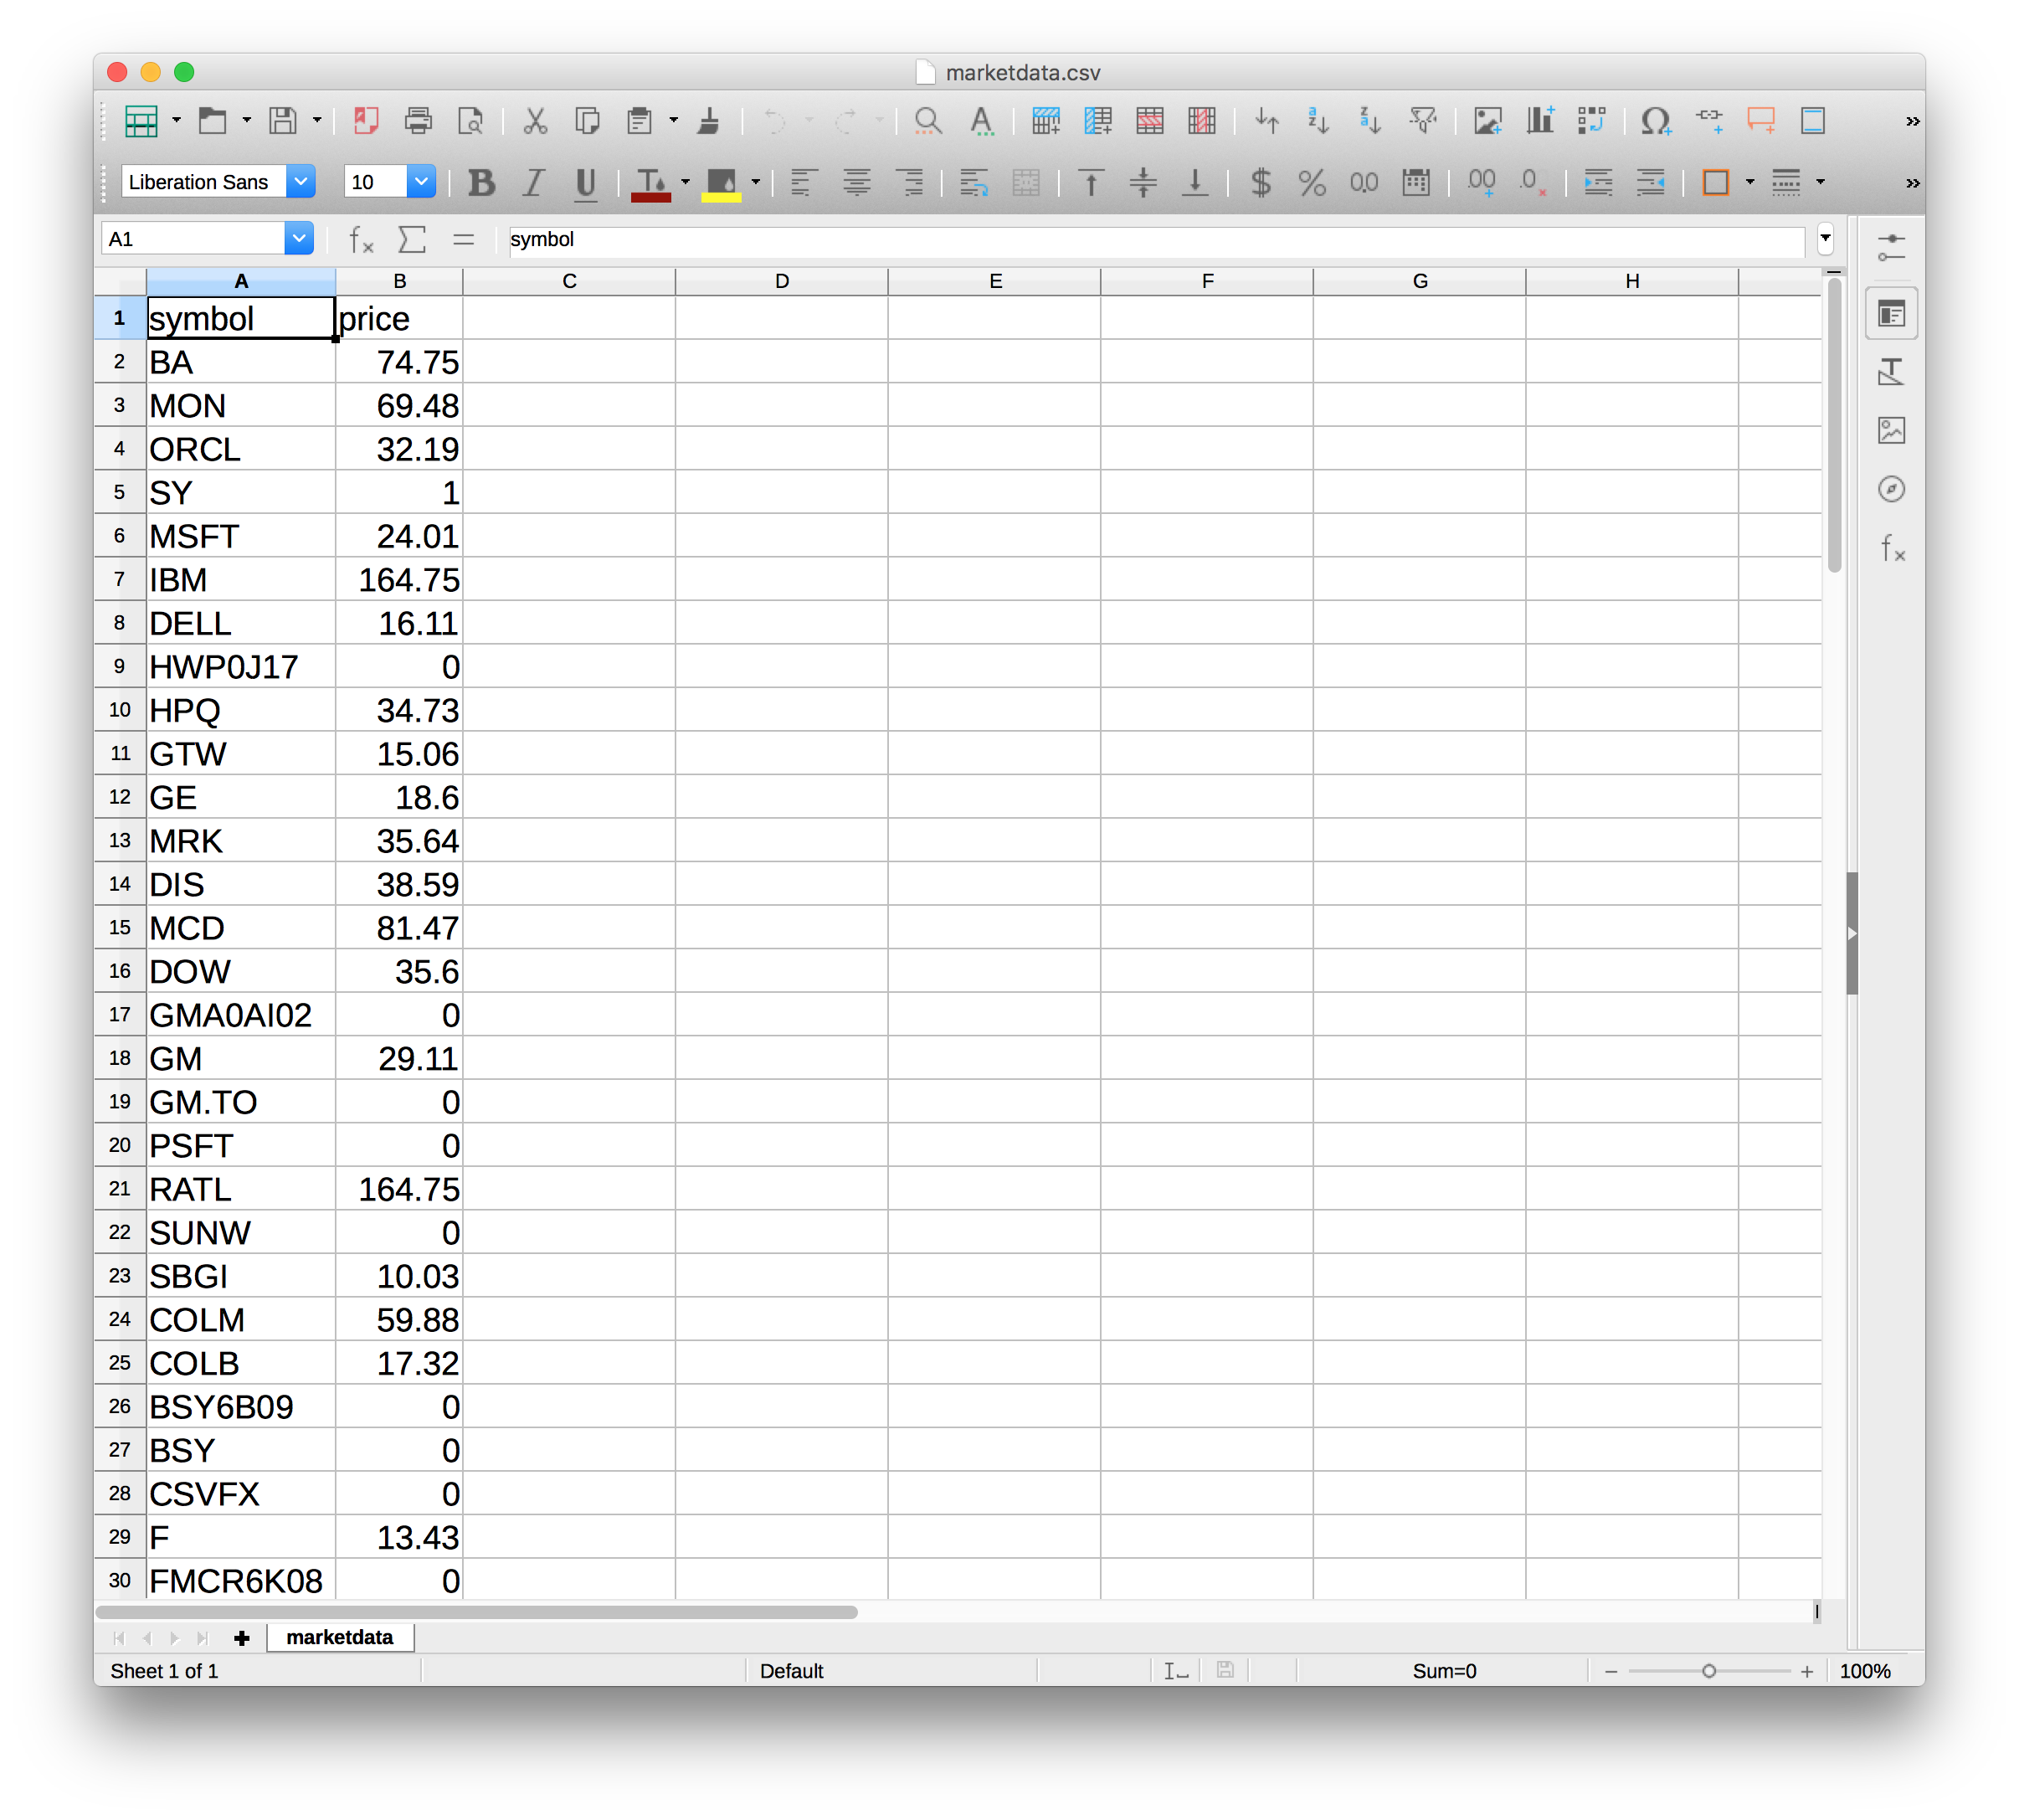 marketdata.csv
Liberation Sans 10
A1 symbol
A B C D E F G H
1 symbol price
2 BA 74.75
3 MON 69.48
4 ORCL 32.19
5 SY 1
6 MSFT 24.01
7 IBM 164.75
8 DELL 16.11
9 HWP0J17 0
10 HPQ 34.73
11 GTW 15.06
12 GE 18.6
13 MRK 35.64
14 DIS 38.59
15 MCD 81.47
16 DOW 35.6
17 GMA0AI02 0
18 GM 29.11
19 GM.TO 0
20 PSFT 0
21 RATL 164.75
22 SUNW 0
23 SBGI 10.03
24 COLM 59.88
25 COLB 17.32
26 BSY6B09 0
27 BSY 0
28 CSVFX 0
29 F 13.43
30 FMCR6K08 0
marketdata
Sheet 1 of 1 Default Sum=0 100%